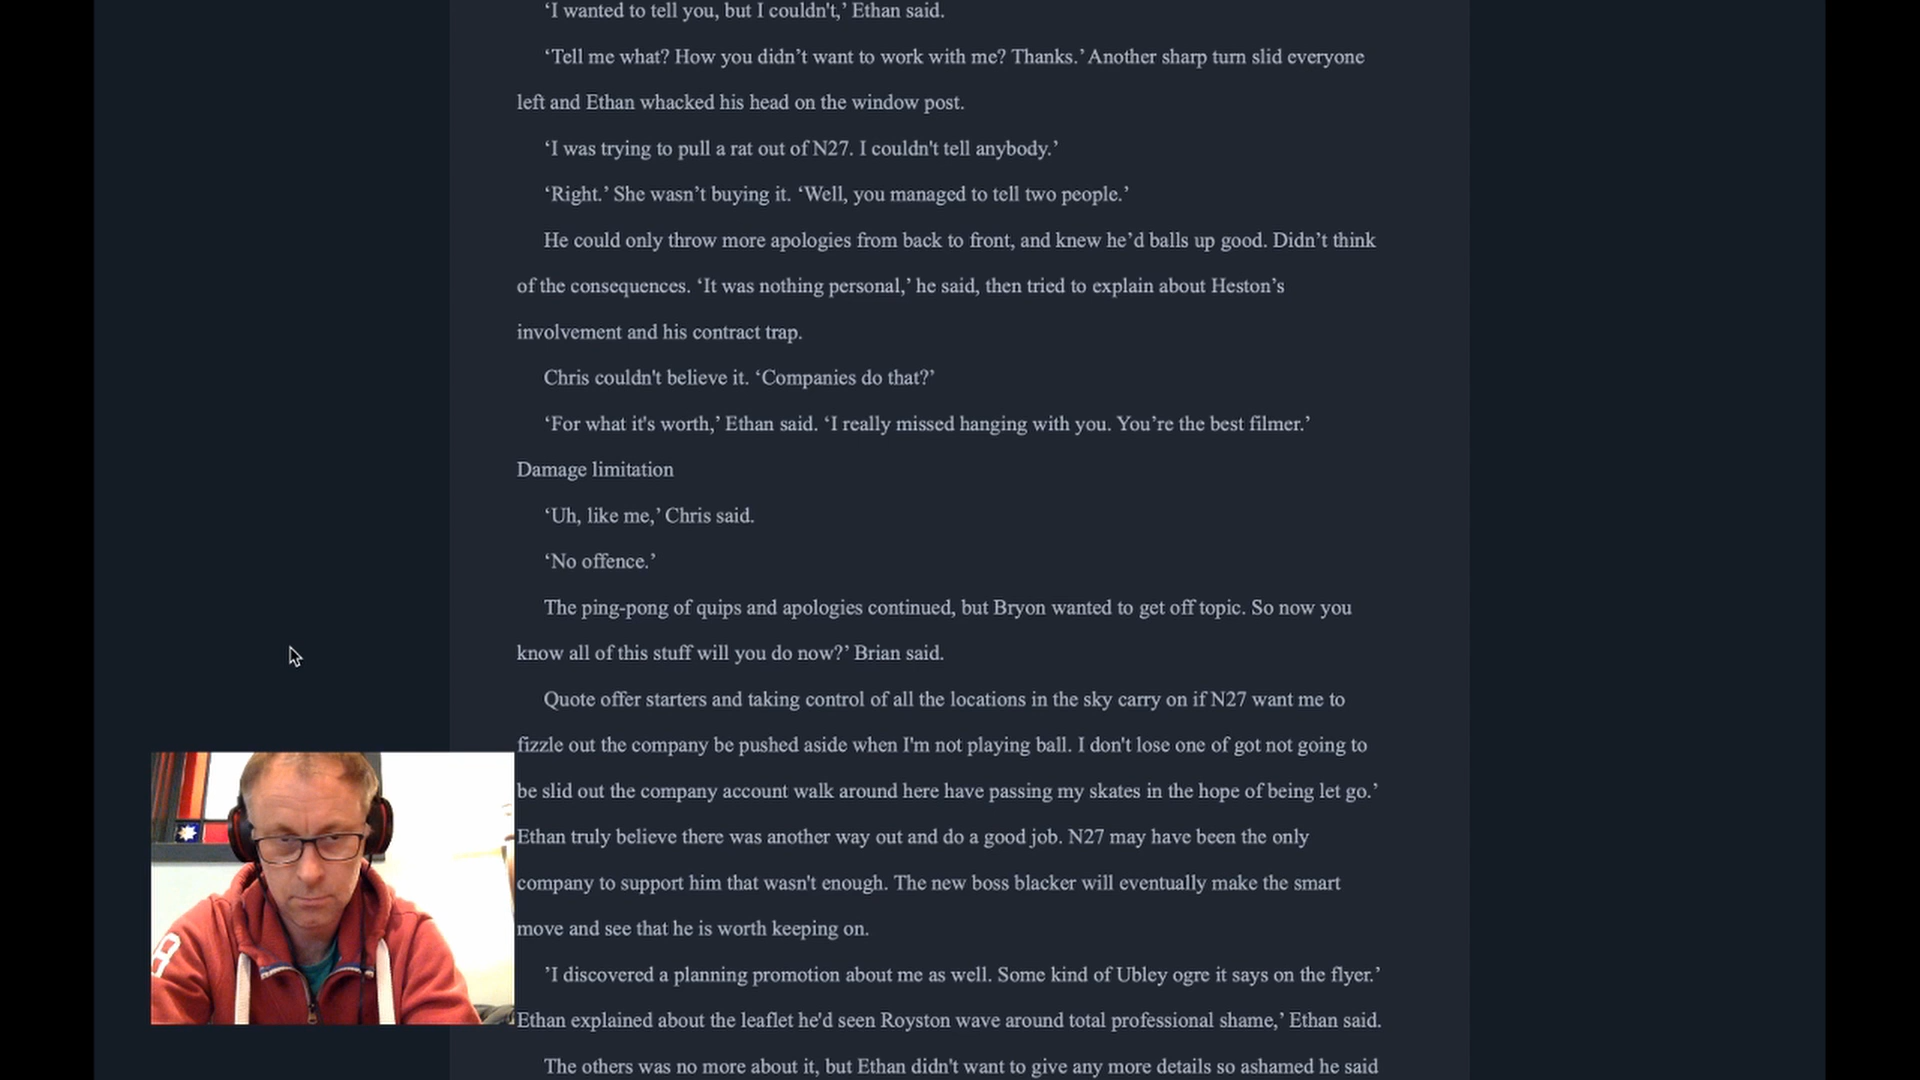 ‘I wanted to tell you, but I couldn't,’ Ethan said.
‘Tell me what? How you didn’t want to work with me? Thanks.’ Another sharp turn slid everyone
left and Ethan whacked his head on the window post.
‘I was trying to pull a rat out of N27. I couldn't tell anybody.’
‘Right.’ She wasn’t buying it. ‘Well, you managed to tell two people.’
He could only throw more apologies from back to front, and knew he’d balls up good. Didn’t think
of the consequences. ‘It was nothing personal,’ he said, then tried to explain about Heston’s
involvement and his contract trap.
Chris couldn't believe it. ‘Companies do that?’
‘For what it's worth,’ Ethan said. ‘I really missed hanging with you. You’re the best filmer.’
Damage limitation
‘Uh, like me,’ Chris said.
‘No offence.’
The ping-pong of quips and apologies continued, but Bryon wanted to get off topic. So now you
know all of this stuff will you do now?’ Brian said.
Quote offer starters and taking control of all the locations in the sky carry on if N27 want me to
fizzle out the company be pushed aside when I'm not playing ball. I don't lose one of got not going to
be slid out the company account walk around here have passing my skates in the hope of being let go.’
Ethan truly believe there was another way out and do a good job. N27 may have been the only
company to support him that wasn't enough. The new boss blacker will eventually make the smart
move and see that he is worth keeping on.
’I discovered a planning promotion about me as well. Some kind of Ubley ogre it says on the flyer.’
Ethan explained about the leaflet he'd seen Royston wave around total professional shame,’ Ethan said.
The others was no more about it, but Ethan didn't want to give any more details so ashamed he said